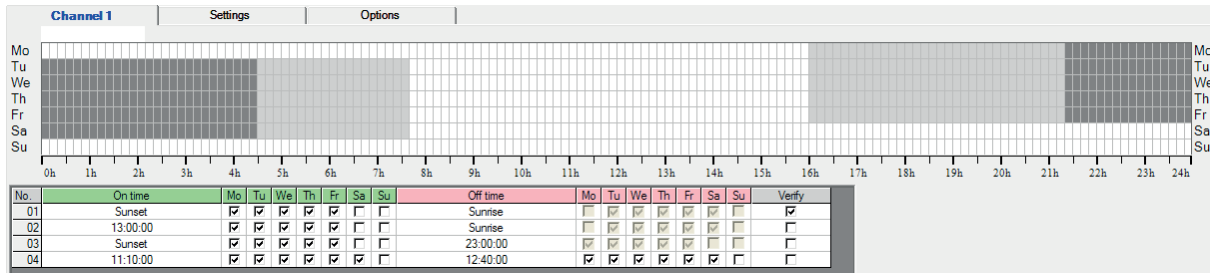 Channel 1 Settings Options
Mo Mo
Tu Tu
We We
Th Th
Fr Fr
Sa Sa
Su Su
0h 1h 2h 3h 4h 5h 6h 7h 8h 9h 10h 11h 12h 13h 14h 15h 16h 17h 18h 19h 20h 21h 22h 23h 24h
No. On time Mo Tu We Th Fr Sa Su Off time Mo Tu We Th Fr Sa Su Verify
01 Sunset Sunrise
02 13:00:00 Sunrise
03 Sunset 23:00:00
04 11:10:00 12:40:00